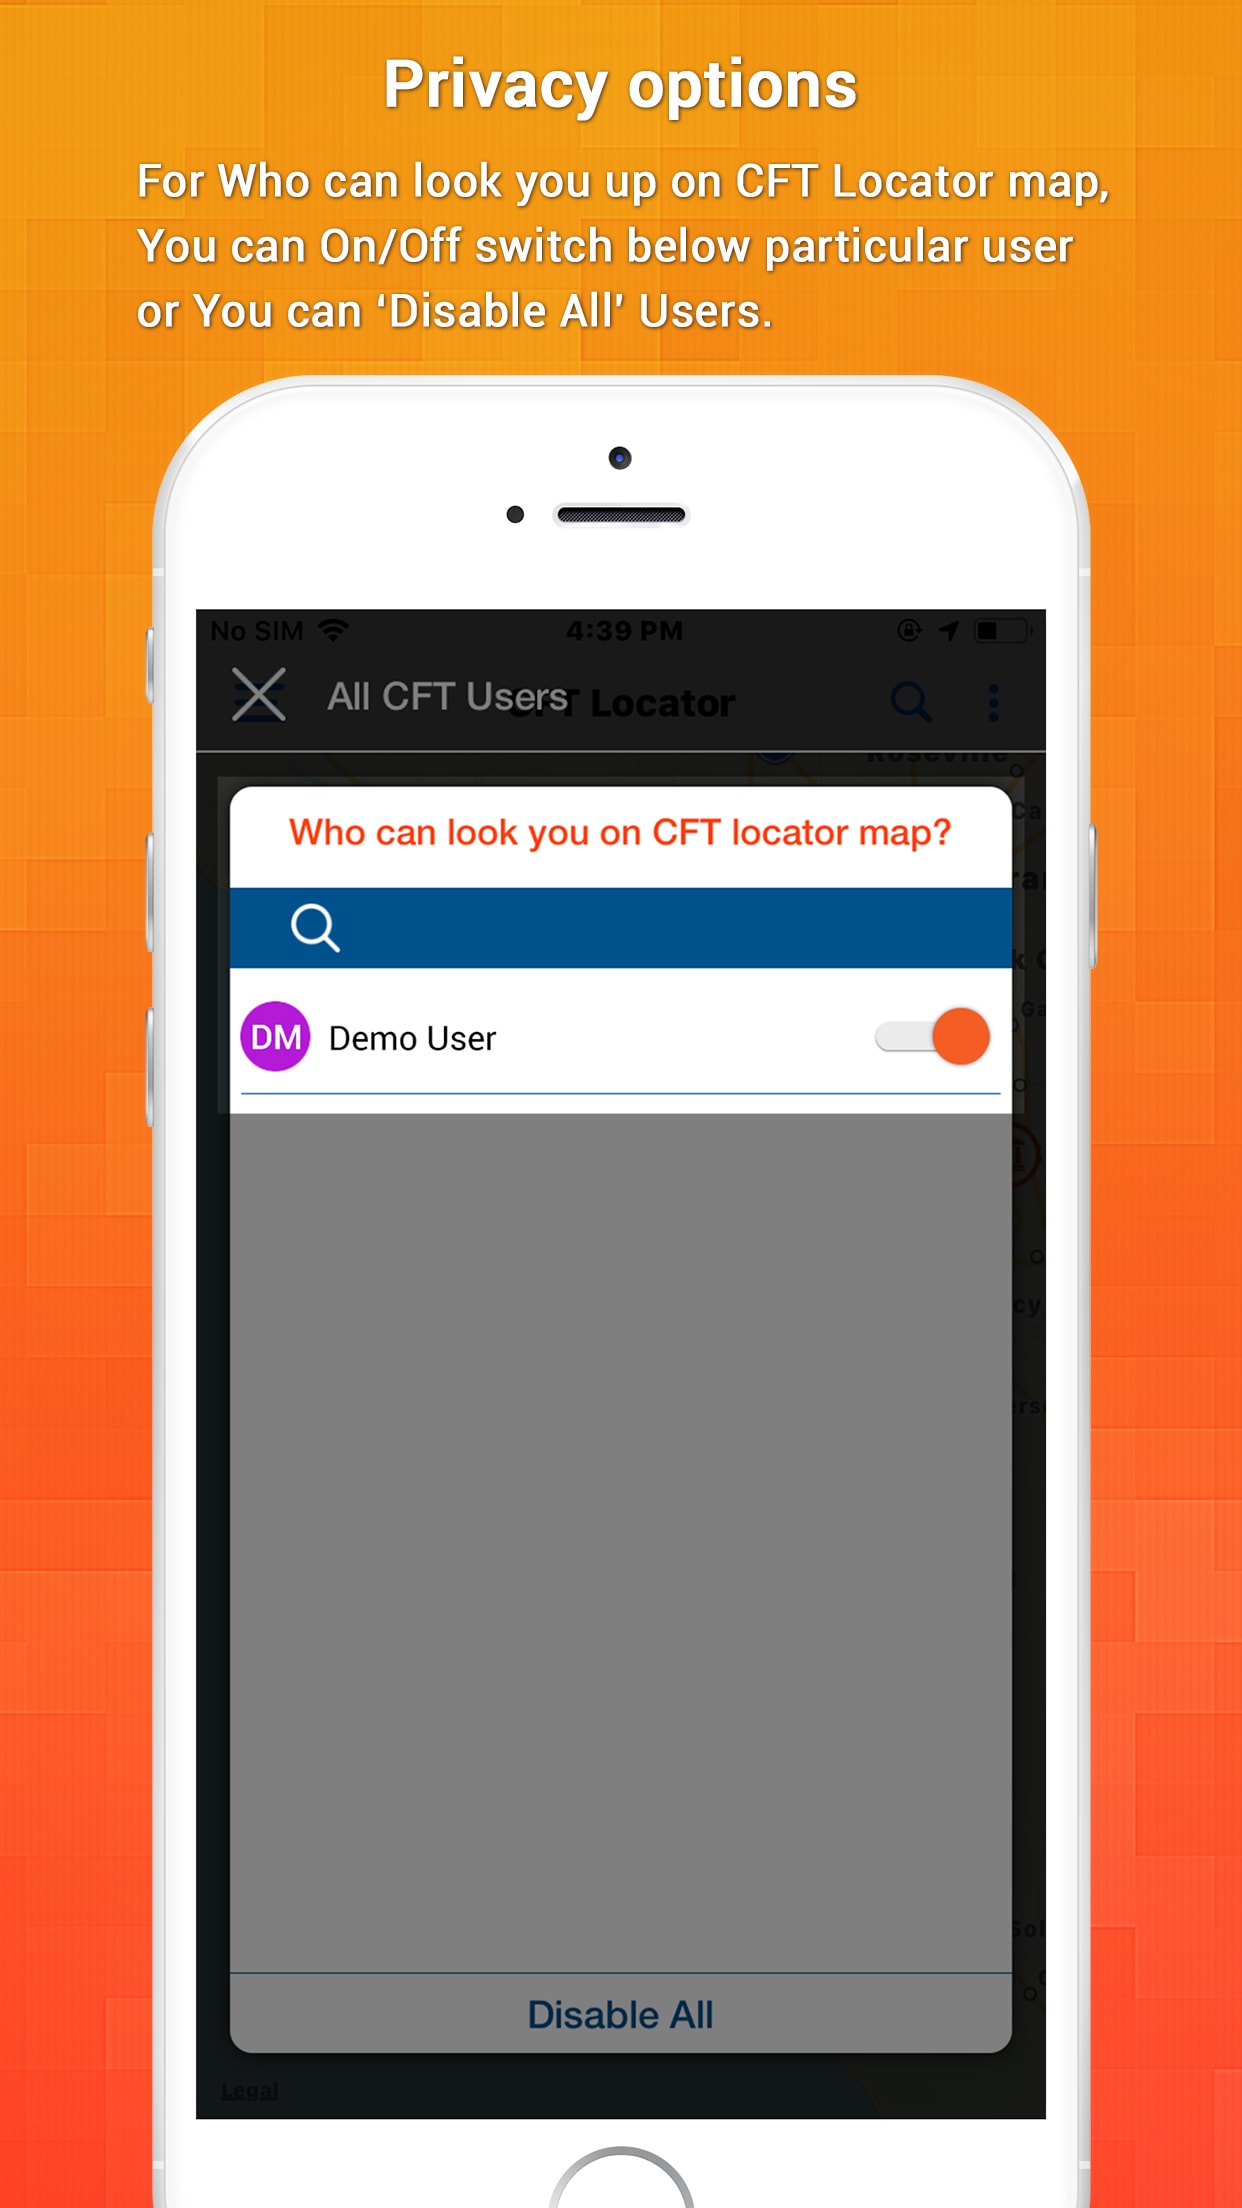 Privacy options
For Who can look you up on CFT Locator map,
You can On/Off switch below particular user
or You can ‘Disable All’ Users.
No SIM 4:39 PM
All CFT Users
CFT Locator
Roseville
Who can look you on CFT locator map?
DM Demo User
Disable All
Legal